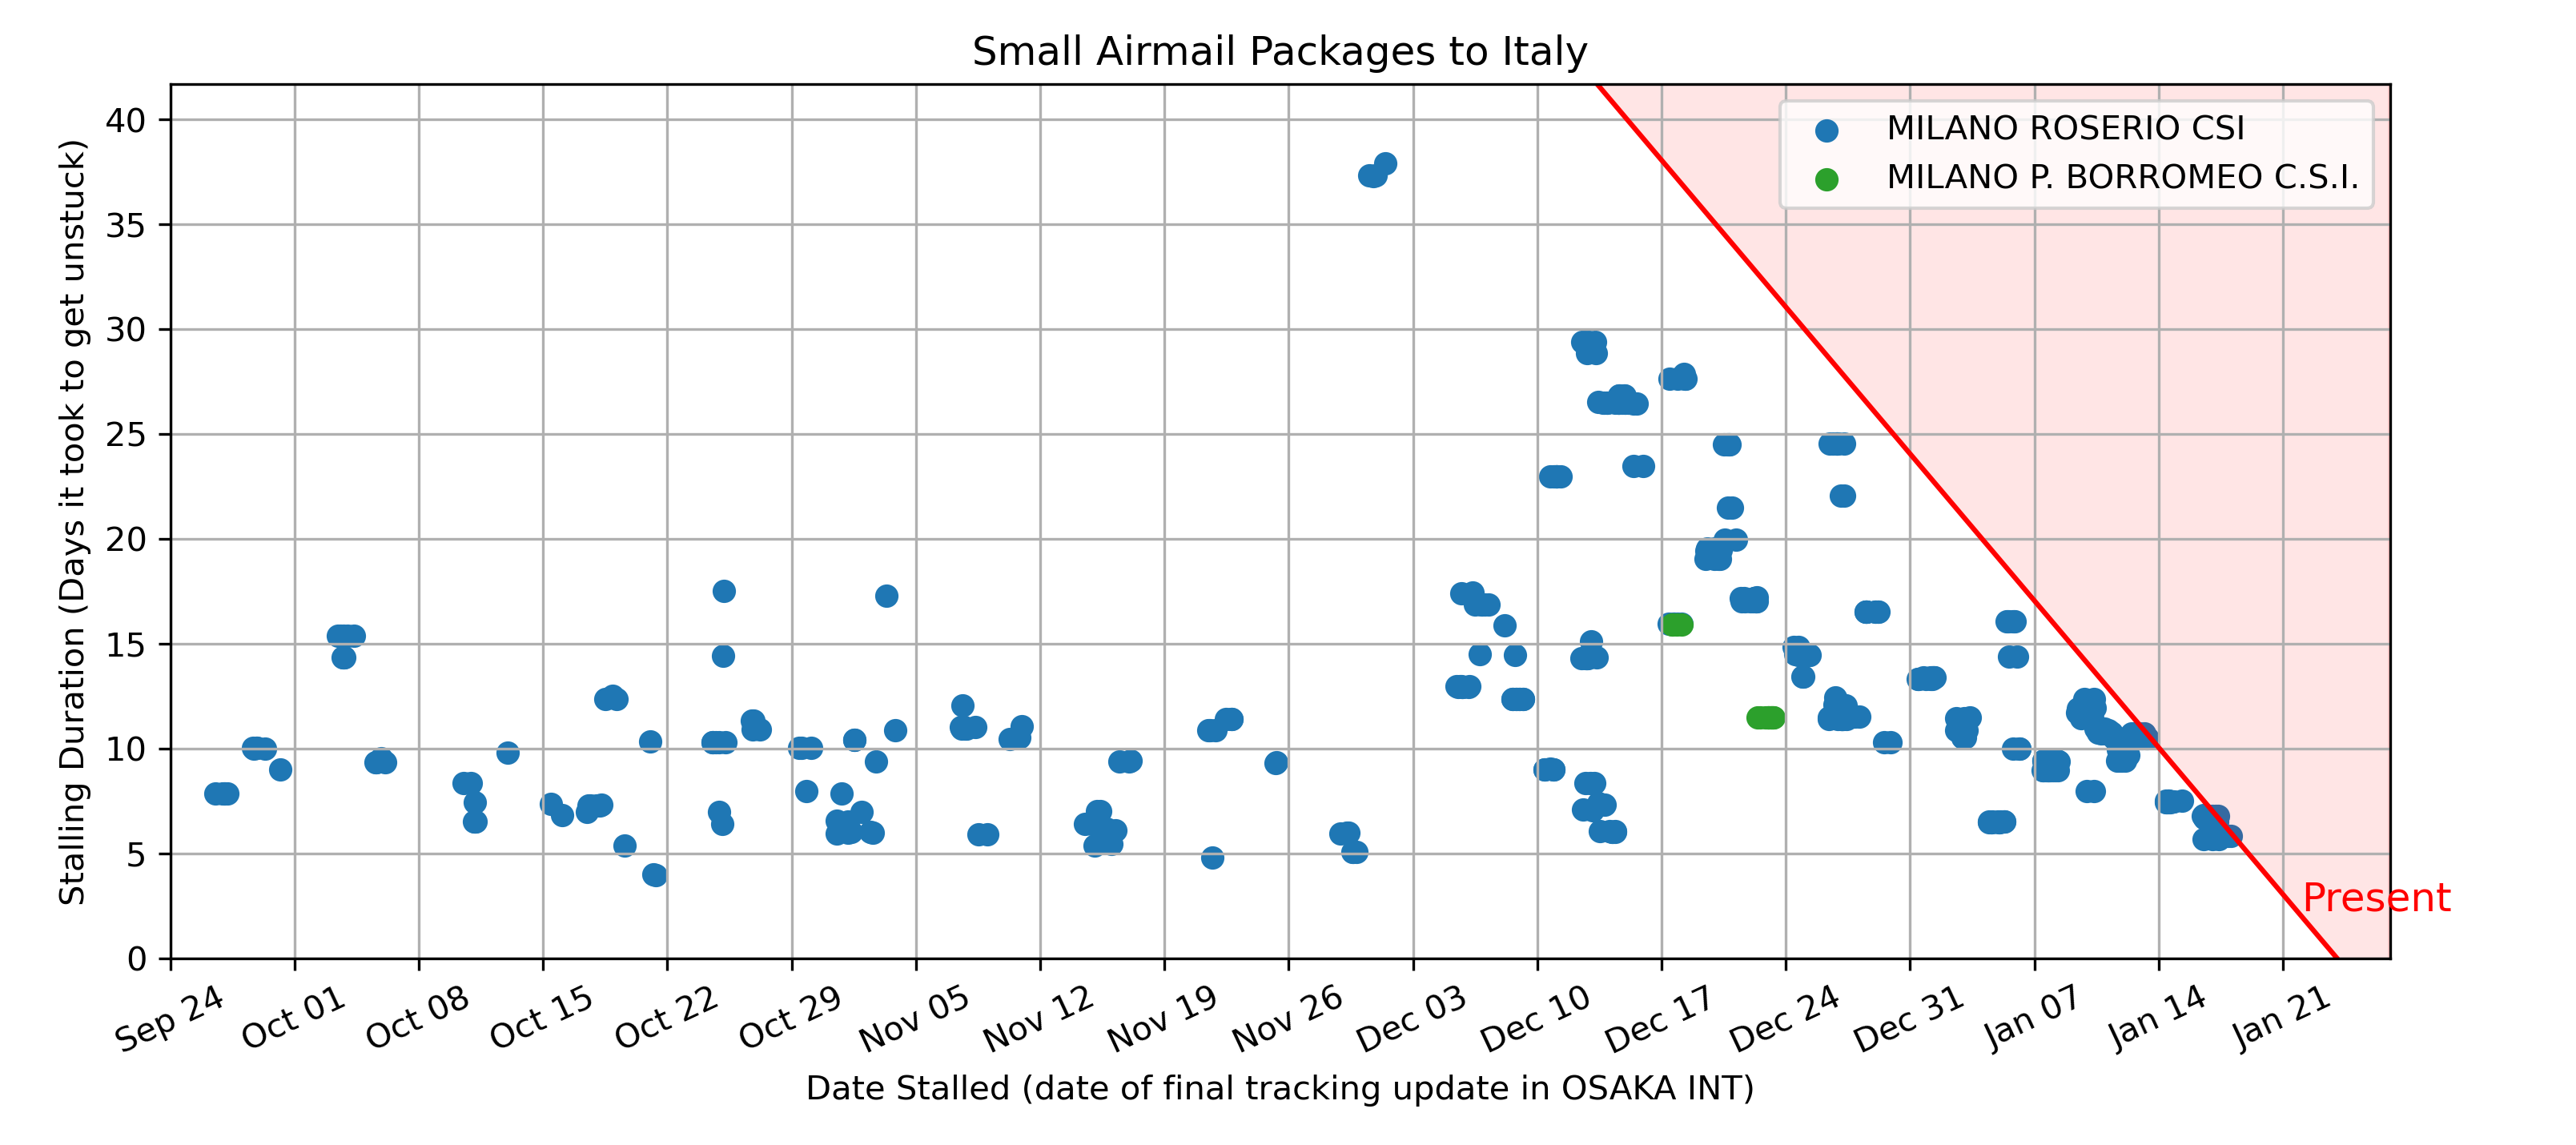 Small Airmail Packages to Italy
MILANO ROSERIO CSI
MILANO P. BORROMEO C.S.I.
Stalling Duration (Days it took to get unstuck)
40
35
30
25
20
15
10
5
0
Present
Sep 24
Oct 01
Oct 08
Oct 15
Oct 22
Oct 29
Nov 05
Nov 12
Nov 19
Nov 26
Dec 03
Dec 10
Dec 17
Dec 24
Dec 31
Jan 07
Jan 14
Jan 21
Date Stalled (date of final tracking update in OSAKA INT)